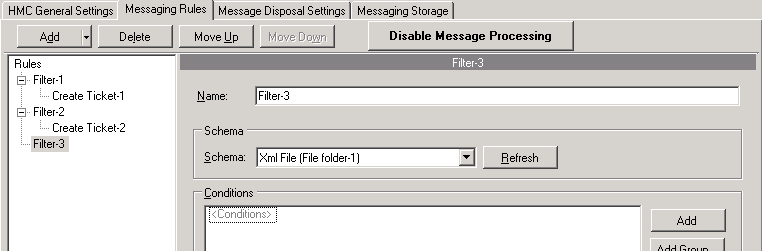 HMC General Settings Messaging Rules Message Disposal Settings Messaging Storage
Add Delete Move Up Move Down Disable Message Processing
Rules
Filter-1
Create Ticket-1
Filter-2
Create Ticket-2
Filter-3
Filter-3
Name: Filter-3
Schema
Schema: Xml File (File folder-1) Refresh
Conditions
<Conditions>
Add
Add Group...